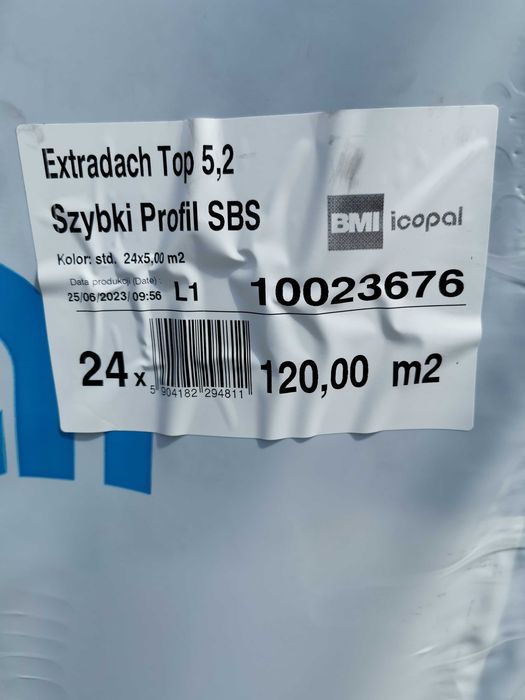 Extradach Top 5,2
Szybki Profil SBS
BMI icopal
Kolor: std. 24x5,00 m2
Data produkcji (Date) :
25/06/2023/09:56 L1 10023676
24 x 5 904182 294811 120,00 m2